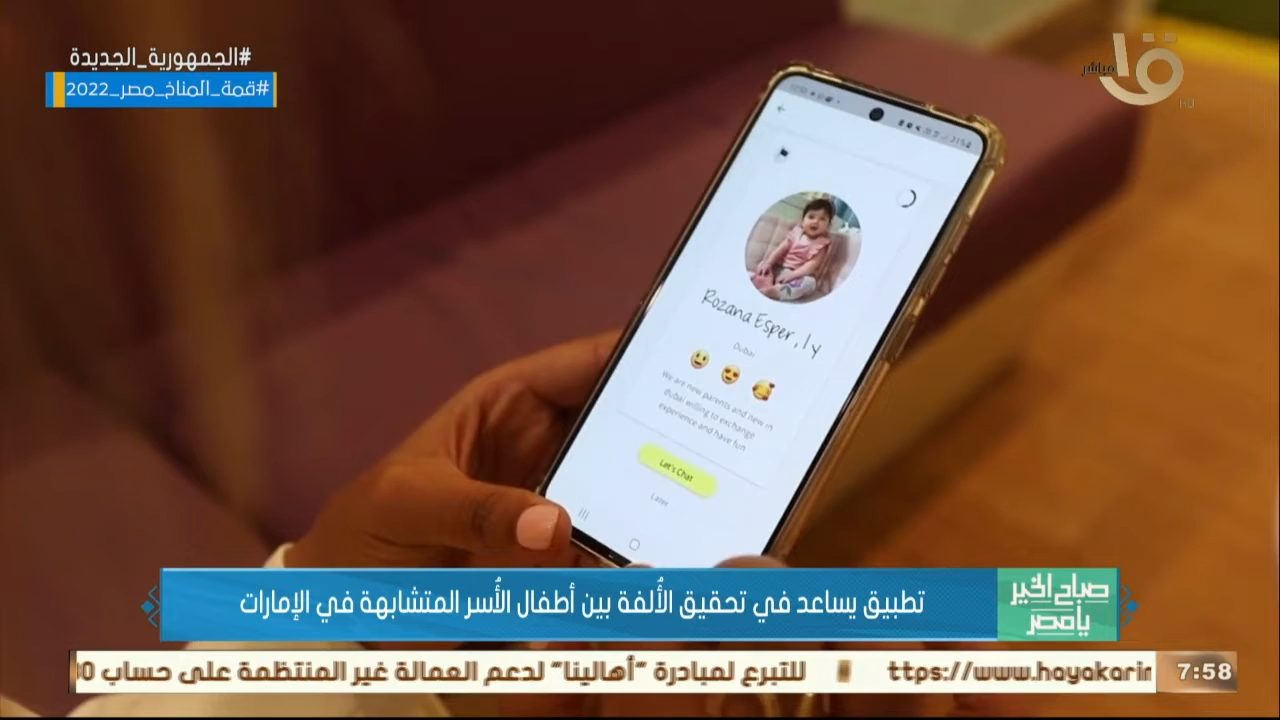 #الجمهورية_الجديدة
#قمة_المناخ_مصر_2022
مباشر
Rozana Esper, 1y
Dubai
We are new parents and new in
dubai willing to exchange
experience and have fun
Let's Chat
Later
صباح الخير
يا مصر
تطبيق يساعد في تحقيق الأُلفة بين أطفال الأُسر المتشابهة في الإمارات
ttps://www.hayakarin
للتبرع لمبادرة "أهالينا" لدعم العمالة غير المنتظمة على حساب
7:58